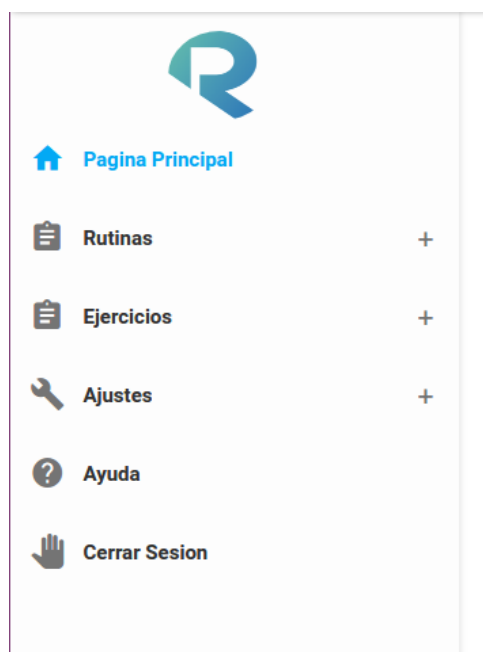 R
Pagina Principal
Rutinas +
Ejercicios +
Ajustes +
Ayuda
Cerrar Sesion